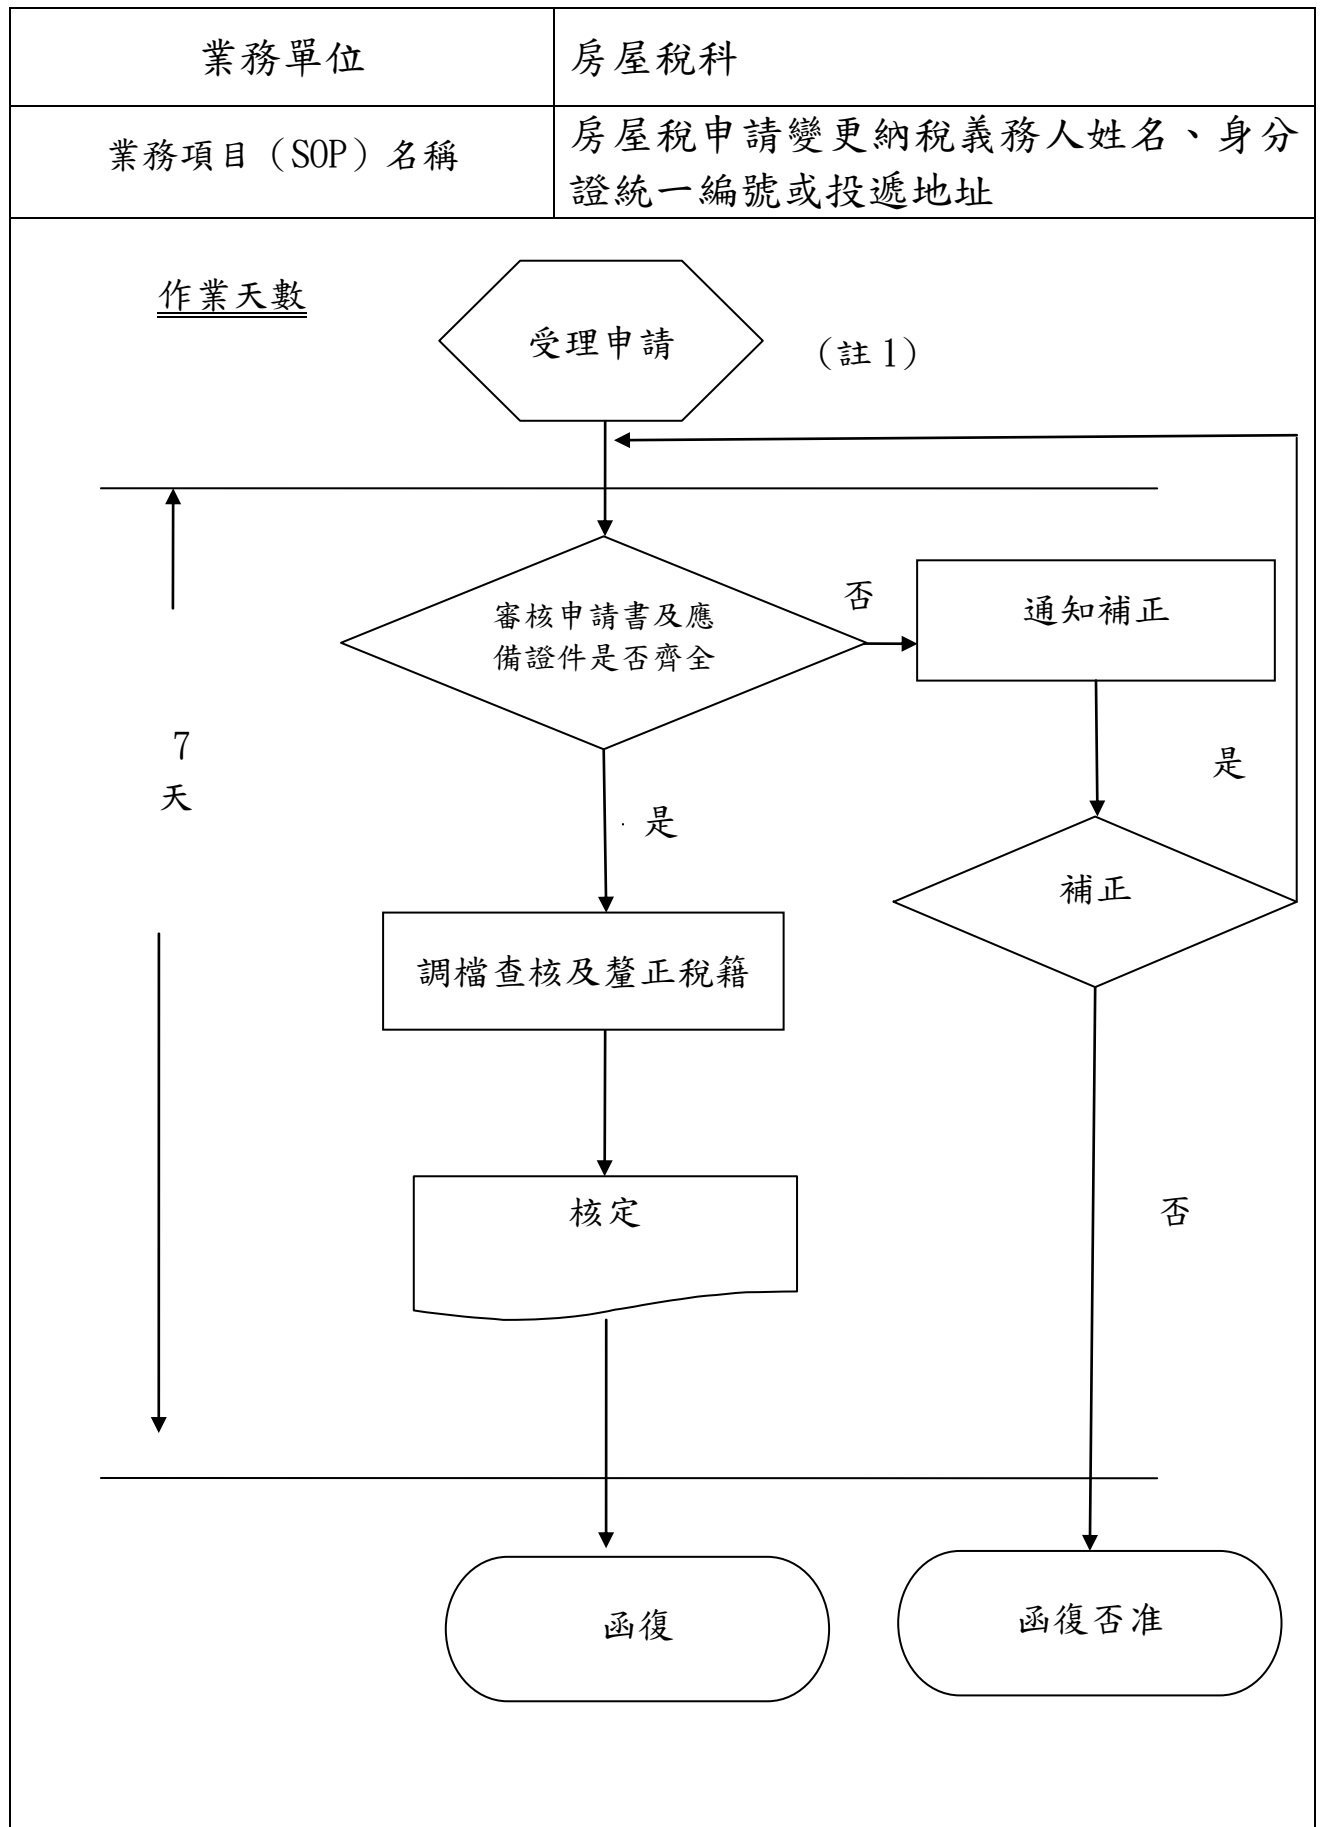 業務單位
房屋稅科
業務項目（SOP）名稱
房屋稅申請變更納稅義務人姓名、身分
證統一編號或投遞地址
作業天數
受理申請
（註 1）
審核申請書及應
備證件是否齊全
否
通知補正
7
天
是
是
補正
調檔查核及釐正稅籍
核定
否
函復
函復否准